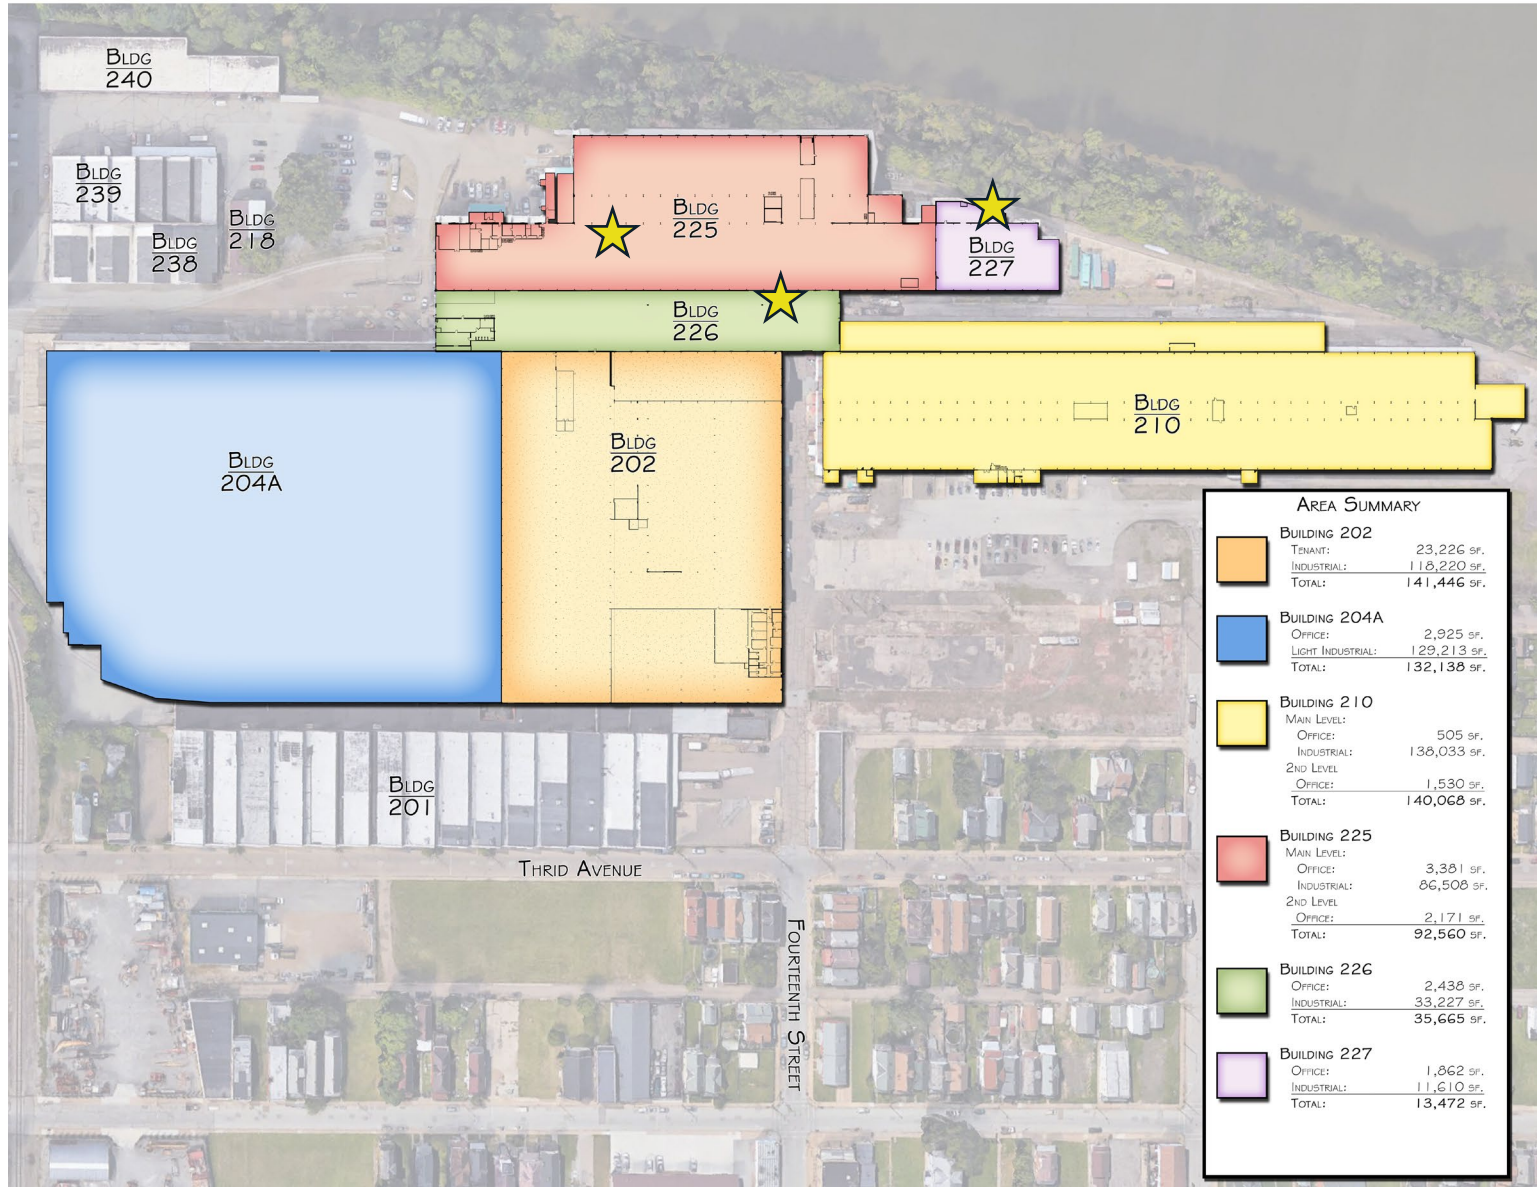 BLDG
240
BLDG
239
BLDG
218
BLDG
238
BLDG
225
BLDG
227
BLDG
226
BLDG
210
BLDG
202
BLDG
204A
BLDG
201
THRID AVENUE
FOURTEENTH STREET
AREA SUMMARY
BUILDING 202
TENANT: 23,226 SF.
INDUSTRIAL: 118,220 SF.
TOTAL: 141,446 SF.
BUILDING 204A
OFFICE: 2,925 SF.
LIGHT INDUSTRIAL: 129,213 SF.
TOTAL: 132,138 SF.
BUILDING 210
MAIN LEVEL:
OFFICE: 505 SF.
INDUSTRIAL: 138,033 SF.
2ND LEVEL
OFFICE: 1,530 SF.
TOTAL: 140,068 SF.
BUILDING 225
MAIN LEVEL:
OFFICE: 3,381 SF.
INDUSTRIAL: 86,508 SF.
2ND LEVEL
OFFICE: 2,171 SF.
TOTAL: 92,560 SF.
BUILDING 226
OFFICE: 2,438 SF.
INDUSTRIAL: 33,227 SF.
TOTAL: 35,665 SF.
BUILDING 227
OFFICE: 1,862 SF.
INDUSTRIAL: 11,610 SF.
TOTAL: 13,472 SF.